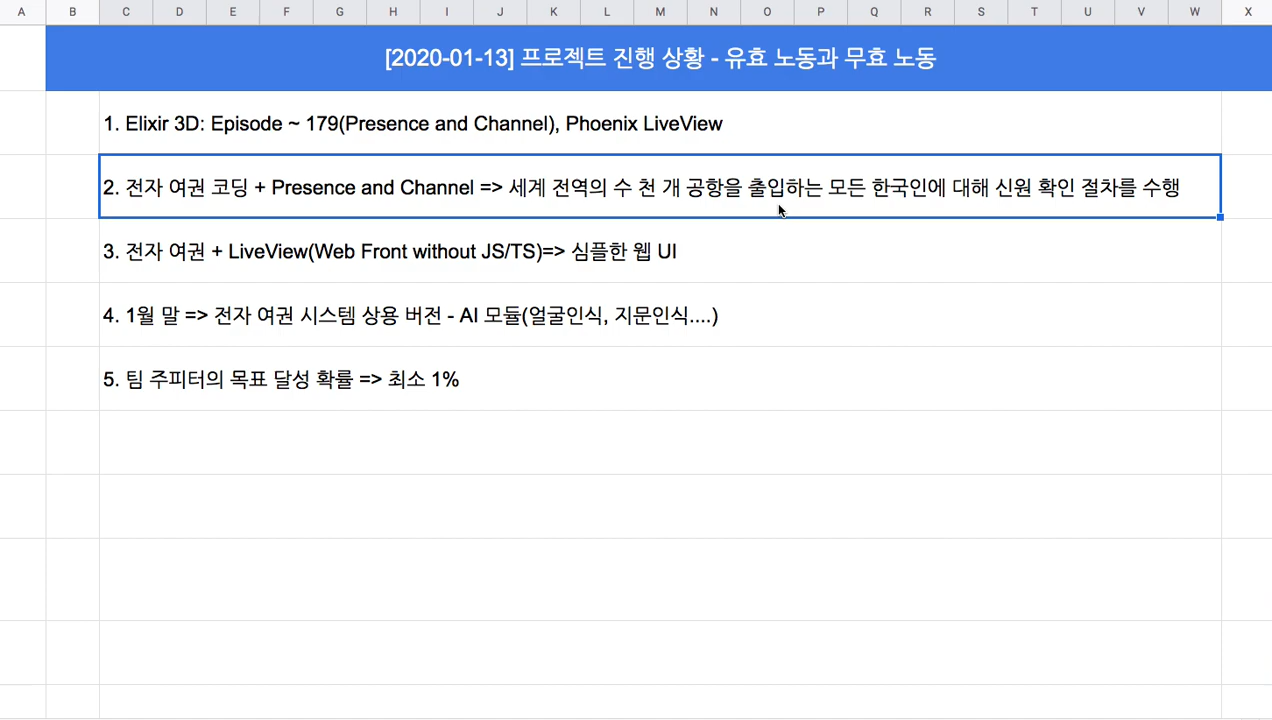 A B C D E F G H I J K L M N O P Q R S T U V W X
[2020-01-13] 프로젝트 진행 상황 - 유효 노동과 무효 노동
1. Elixir 3D: Episode ~ 179(Presence and Channel), Phoenix LiveView
2. 전자 여권 코딩 + Presence and Channel => 세계 전역의 수 천 개 공항을 출입하는 모든 한국인에 대해 신원 확인 절차를 수행
3. 전자 여권 + LiveView(Web Front without JS/TS)=> 심플한 웹 UI
4. 1월 말 => 전자 여권 시스템 상용 버전 - AI 모듈(얼굴인식, 지문인식....)
5. 팀 주피터의 목표 달성 확률 => 최소 1%